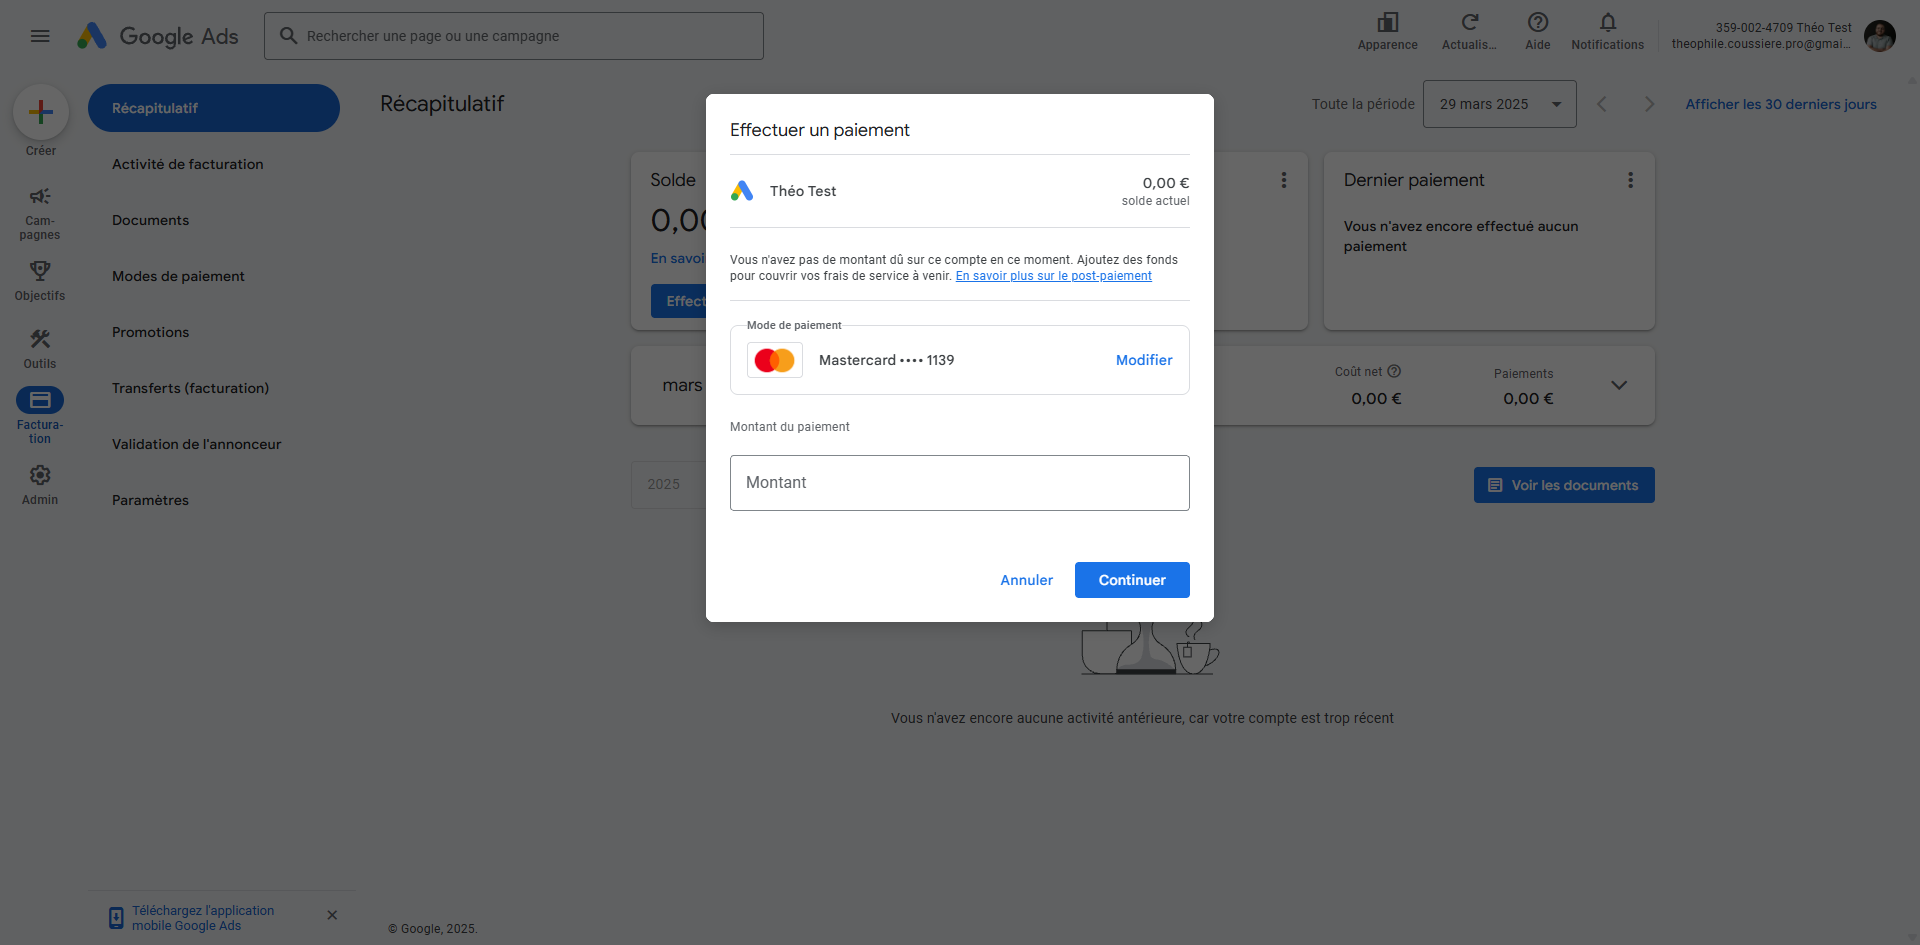 Google Ads
Rechercher une page ou une campagne
Apparence
Actualis...
Aide
Notifications
359-002-4709 Théo Test
theophile.coussiere.pro@gmai...
Créer
Cam-
pagnes
Objectifs
Outils
Factura-
tion
Admin
Récapitulatif
Activité de facturation
Documents
Modes de paiement
Promotions
Transferts (facturation)
Validation de l'annonceur
Paramètres
Téléchargez l'application
mobile Google Ads
Récapitulatif
Toute la période
29 mars 2025
Afficher les 30 derniers jours
Solde
0,00
En savoi
Effect
Dernier paiement
Vous n'avez encore effectué aucun
paiement
mars
Coût net
0,00 €
Paiements
0,00 €
2025
Voir les documents
Effectuer un paiement
Théo Test
0,00 €
solde actuel
Vous n'avez pas de montant dû sur ce compte en ce moment. Ajoutez des fonds
pour couvrir vos frais de service à venir. En savoir plus sur le post-paiement
Mode de paiement
Mastercard •••• 1139
Modifier
Montant du paiement
Montant
Annuler
Continuer
Vous n'avez encore aucune activité antérieure, car votre compte est trop récent
© Google, 2025.